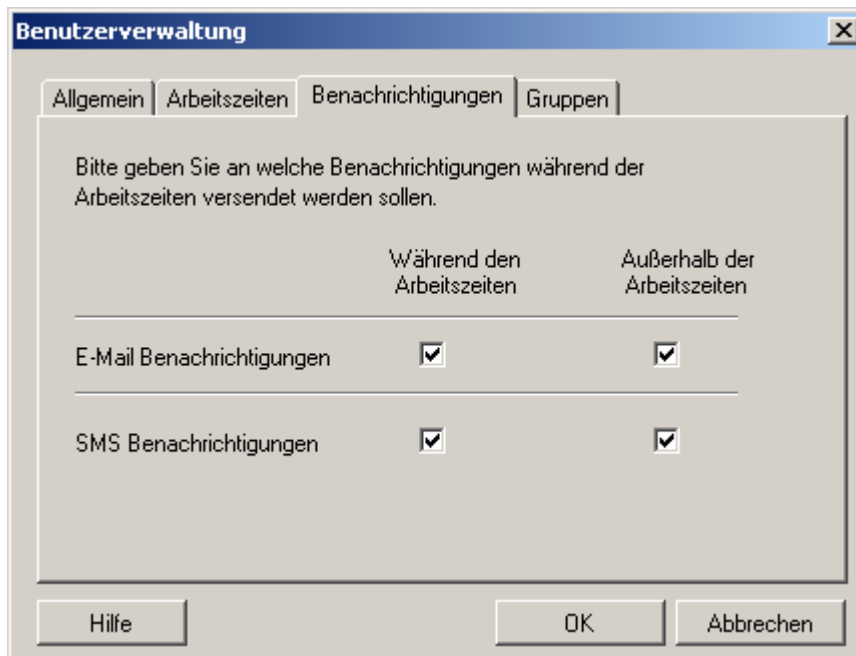 Benutzerverwaltung
Allgemein Arbeitszeiten Benachrichtigungen Gruppen
Bitte geben Sie an welche Benachrichtigungen während der
Arbeitszeiten versendet werden sollen.
Während den Außerhalb der
Arbeitszeiten Arbeitszeiten
E-Mail Benachrichtigungen
SMS Benachrichtigungen
Hilfe OK Abbrechen